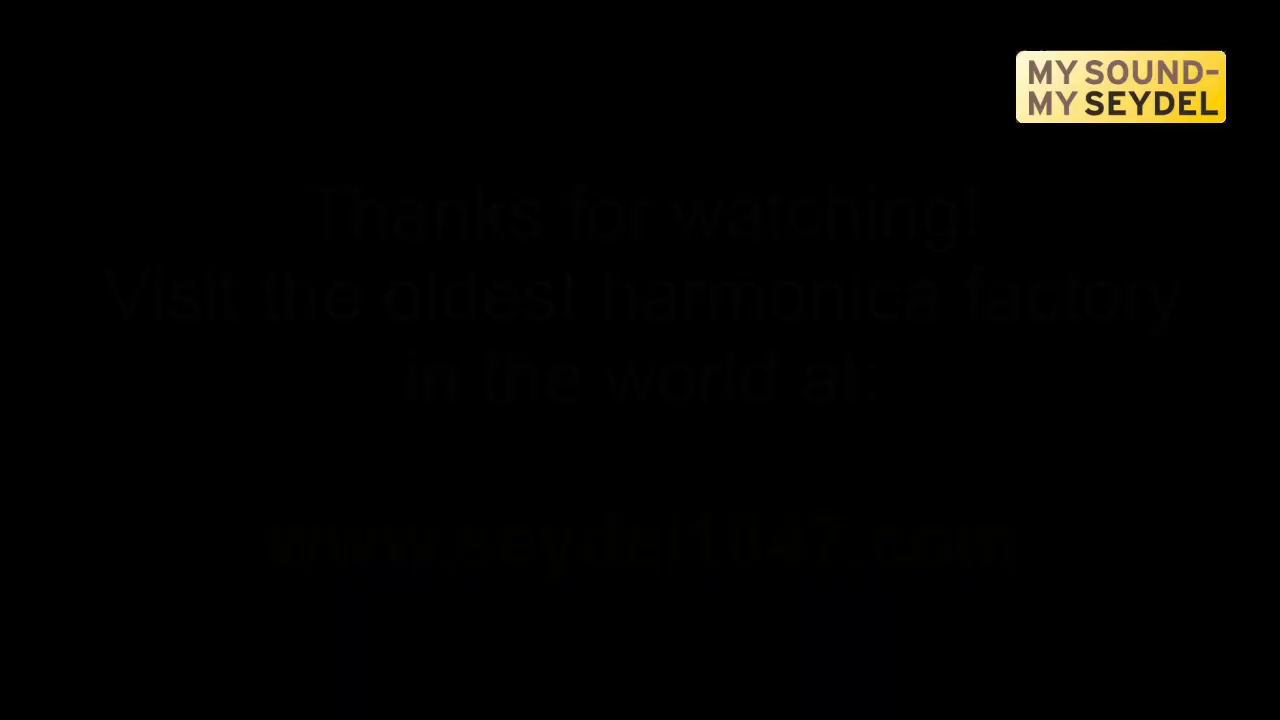 MY SOUND-
MY SEYDEL
Thanks for watching!
Visit the oldest harmonica factory
in the world at:
www.seydel1847.com